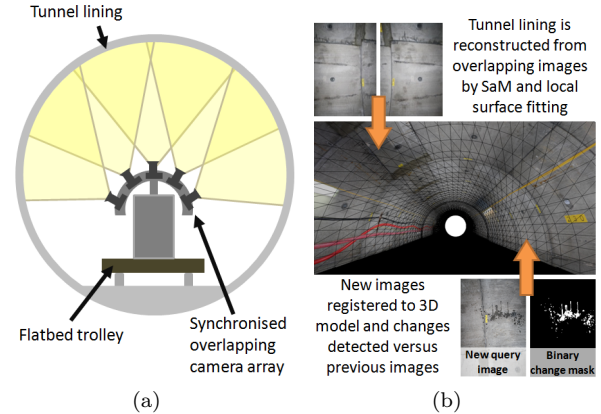 Tunnel lining
Flatbed trolley
Synchronised
overlapping
camera array
(a)
Tunnel lining is
reconstructed from
overlapping images
by SaM and local
surface fitting
New images
registered to 3D
model and changes
detected versus
previous images
New query
image
Binary
change mask
(b)